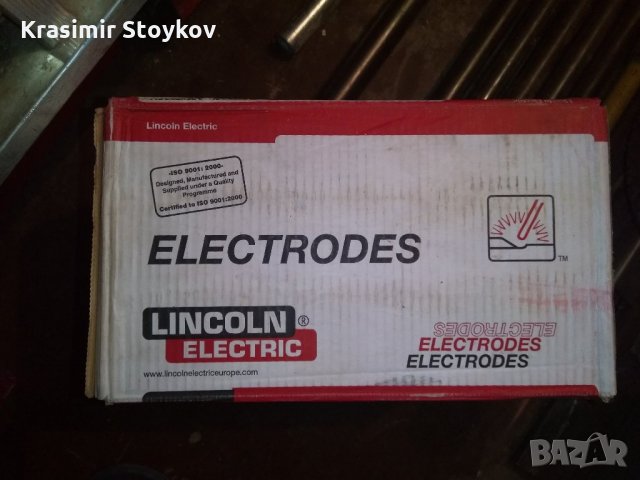 Krasimir Stoykov
Lincoln Electric
-ISO 9001: 2000-
Designed, Manufactured and
Supplied under a Quality
Programme
Certified to ISO 9001:2000
ELECTRODES
TM
LINCOLN ®
ELECTRIC
www.lincolnelectriceurope.com
ELECTRODES
ELECTRODES
ELECTRODES
BAZAR